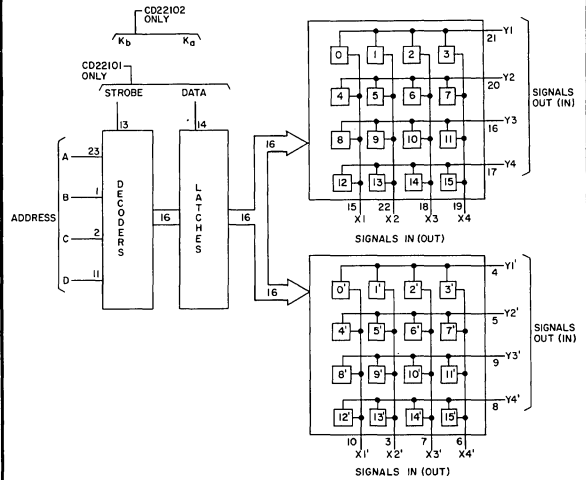 CD22102
ONLY
Kb Ka
CD22101
ONLY
STROBE DATA
13 14
ADDRESS
A 23
B 1
C 2
D 11
DECODERS
16
LATCHES
16
16
16
0 1 2 3
4 5 6 7
8 9 10 11
12 13 14 15
21 Y1
20 Y2
16 Y3
17 Y4
SIGNALS
OUT (IN)
15 22 18 19
X1 X2 X3 X4
SIGNALS IN (OUT)
0' 1' 2' 3'
4' 5' 6' 7'
8' 9' 10' 11'
12' 13' 14' 15'
4 Y1'
5 Y2'
9 Y3'
8 Y4'
SIGNALS
OUT (IN)
10 3 7 6
X1' X2' X3' X4'
SIGNALS IN (OUT)